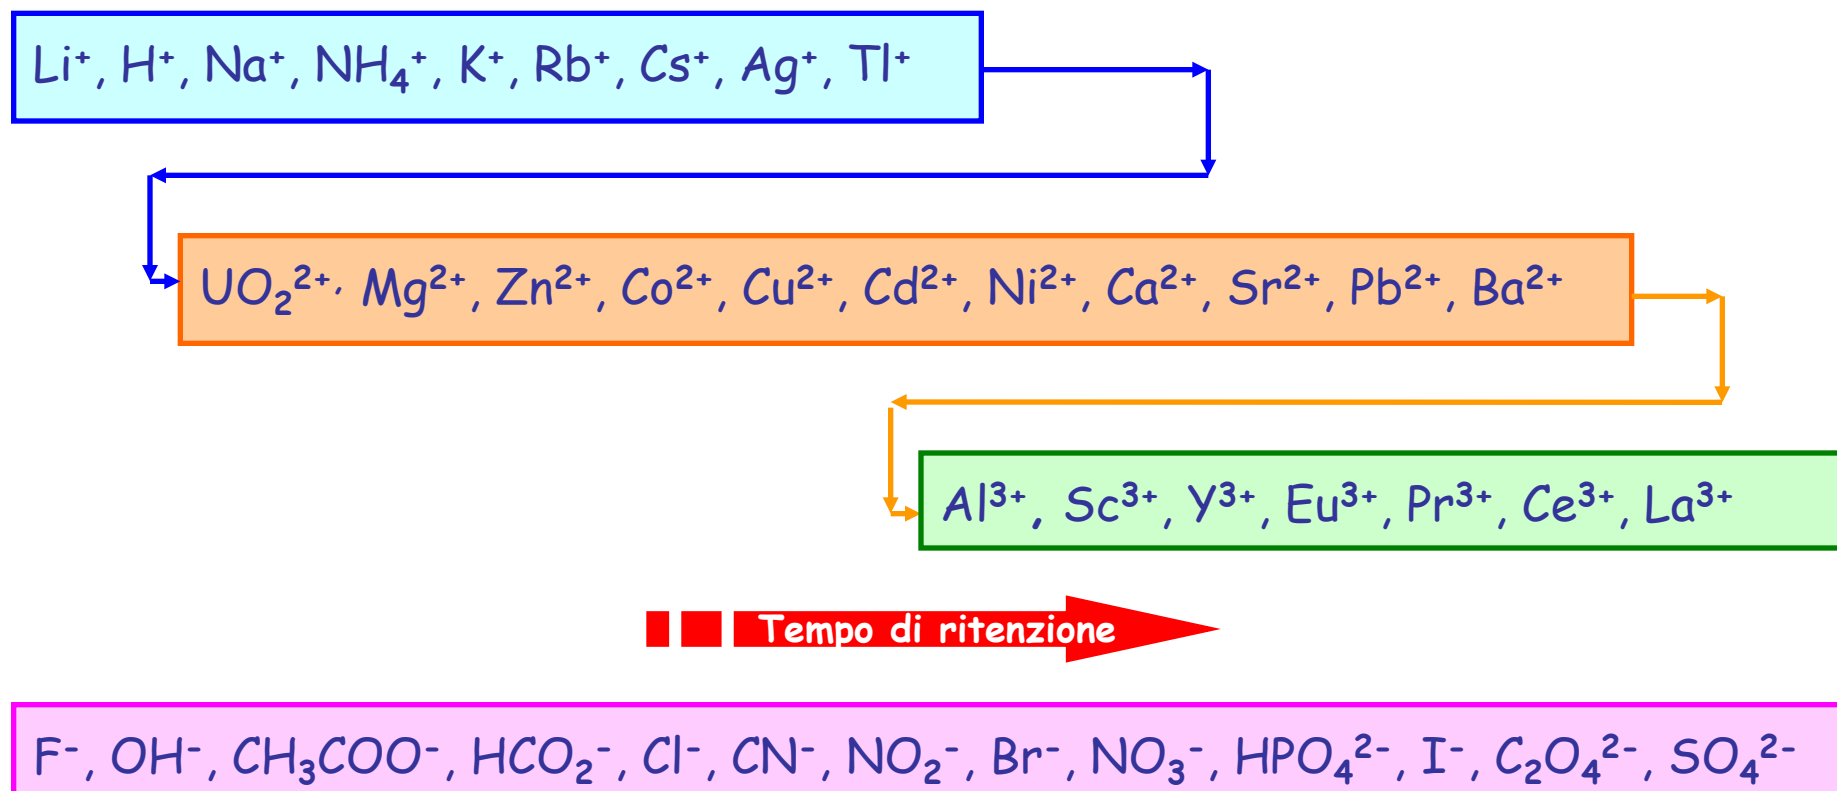 Li⁺, H⁺, Na⁺, NH₄⁺, K⁺, Rb⁺, Cs⁺, Ag⁺, Tl⁺
UO₂²⁺, Mg²⁺, Zn²⁺, Co²⁺, Cu²⁺, Cd²⁺, Ni²⁺, Ca²⁺, Sr²⁺, Pb²⁺, Ba²⁺
Al³⁺, Sc³⁺, Y³⁺, Eu³⁺, Pr³⁺, Ce³⁺, La³⁺
Tempo di ritenzione
F⁻, OH⁻, CH₃COO⁻, HCO₂⁻, Cl⁻, CN⁻, NO₂⁻, Br⁻, NO₃⁻, HPO₄²⁻, I⁻, C₂O₄²⁻, SO₄²⁻